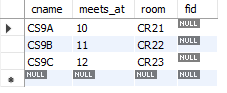 cname meets_at room fid
CS9A 10 CR21 NULL
CS9B 11 CR22 NULL
CS9C 12 CR23 NULL
NULL NULL NULL NULL